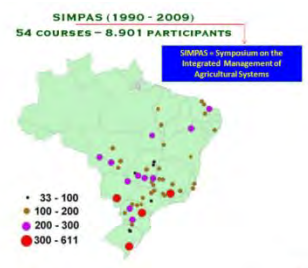 SIMPAS (1990 - 2009)
54 COURSES – 8.901 PARTICIPANTS
SIMPAS = Symposium on the
Integrated Management of
Agricultural Systems
33 - 100
100 - 200
200 - 300
300 - 611